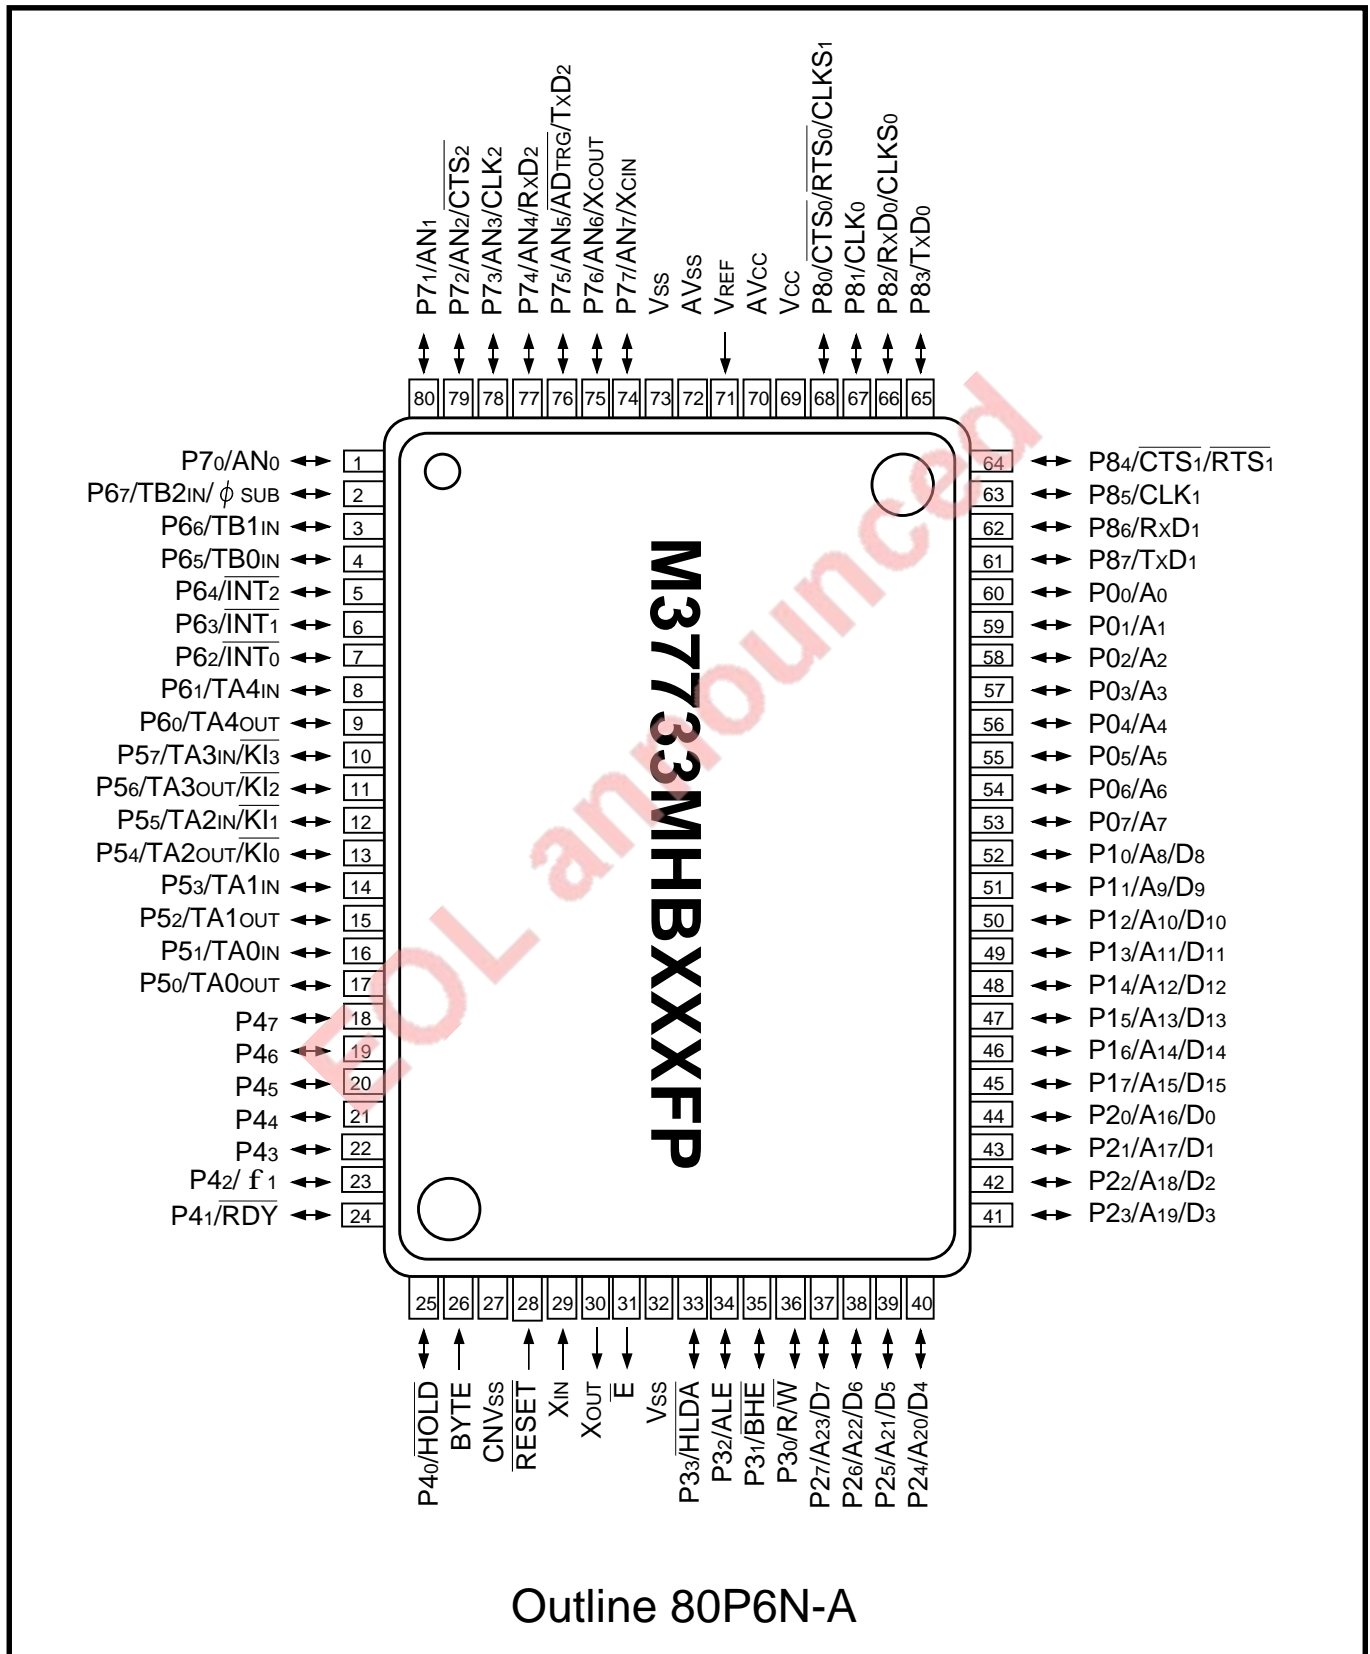 P71/AN1
P72/AN2/CTS2
P73/AN3/CLK2
P74/AN4/RXD2
P75/AN5/ADTRG/TXD2
P76/AN6/XCOUT
P77/AN7/XCIN
VSS
AVSS
VREF
AVCC
VCC
P80/CTS0/RTS0/CLKS1
P81/CLK0
P82/RXD0/CLKS0
P83/TXD0
80 79 78 77 76 75 74 73 72 71 70 69 68 67 66 65
P70/AN0 1
P67/TB2IN/ϕ SUB 2
P66/TB1IN 3
P65/TB0IN 4
P64/INT2 5
P63/INT1 6
P62/INT0 7
P61/TA4IN 8
P60/TA4OUT 9
P57/TA3IN/KI3 10
P56/TA3OUT/KI2 11
P55/TA2IN/KI1 12
P54/TA2OUT/KI0 13
P53/TA1IN 14
P52/TA1OUT 15
P51/TA0IN 16
P50/TA0OUT 17
P47 18
P46 19
P45 20
P44 21
P43 22
P42/ f 1 23
P41/RDY 24
M37733MHBXXXFP
EOL announced
64 P84/CTS1/RTS1
63 P85/CLK1
62 P86/RXD1
61 P87/TXD1
60 P00/A0
59 P01/A1
58 P02/A2
57 P03/A3
56 P04/A4
55 P05/A5
54 P06/A6
53 P07/A7
52 P10/A8/D8
51 P11/A9/D9
50 P12/A10/D10
49 P13/A11/D11
48 P14/A12/D12
47 P15/A13/D13
46 P16/A14/D14
45 P17/A15/D15
44 P20/A16/D0
43 P21/A17/D1
42 P22/A18/D2
41 P23/A19/D3
25 26 27 28 29 30 31 32 33 34 35 36 37 38 39 40
P40/HOLD
BYTE
CNVSS
RESET
XIN
XOUT
E
VSS
P33/HLDA
P32/ALE
P31/BHE
P30/R/W
P27/A23/D7
P26/A22/D6
P25/A21/D5
P24/A20/D4
Outline 80P6N-A